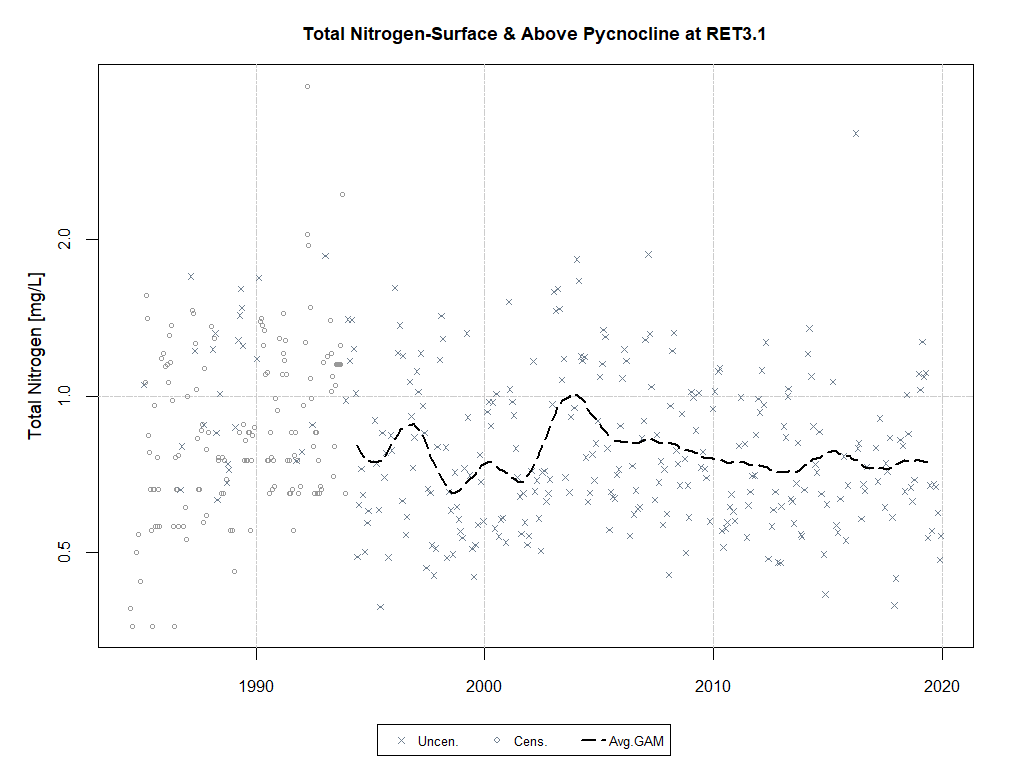 Total Nitrogen-Surface & Above Pycnocline at RET3.1
Total Nitrogen [mg/L]
2.0
1.0
0.5
1990 2000 2010 2020
Uncen. Cens. Avg.GAM